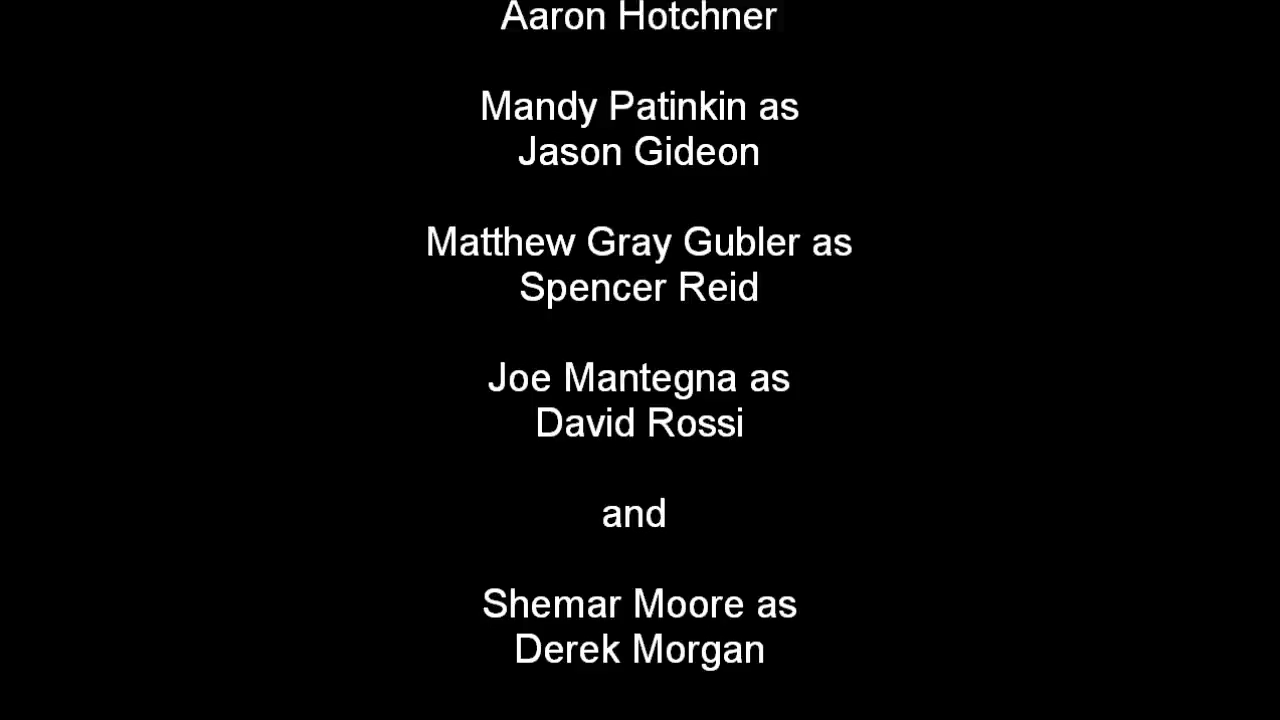 Aaron Hotchner
Mandy Patinkin as
Jason Gideon
Matthew Gray Gubler as
Spencer Reid
Joe Mantegna as
David Rossi
and
Shemar Moore as
Derek Morgan